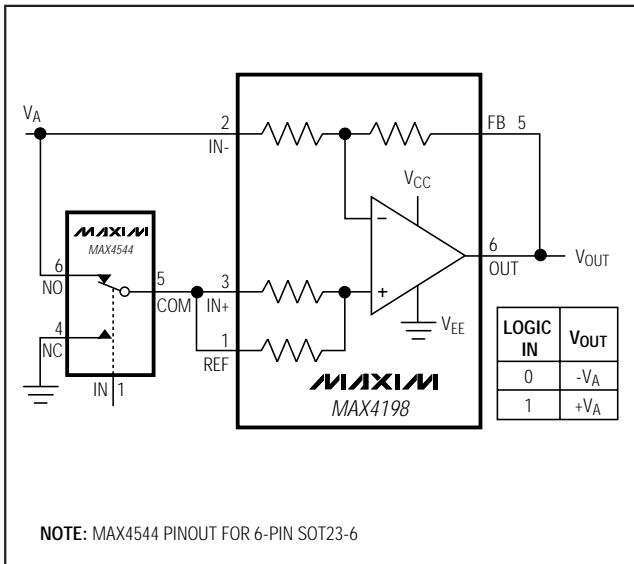 VA
2
IN-
FB 5
VCC
MAXIM
MAX4544
6
NO
5
COM
3
IN+
−
+
6
OUT
VOUT
4
NC
1
REF
VEE
IN 1
MAXIM
MAX4198
LOGIC IN VOUT
0 -VA
1 +VA
NOTE: MAX4544 PINOUT FOR 6-PIN SOT23-6